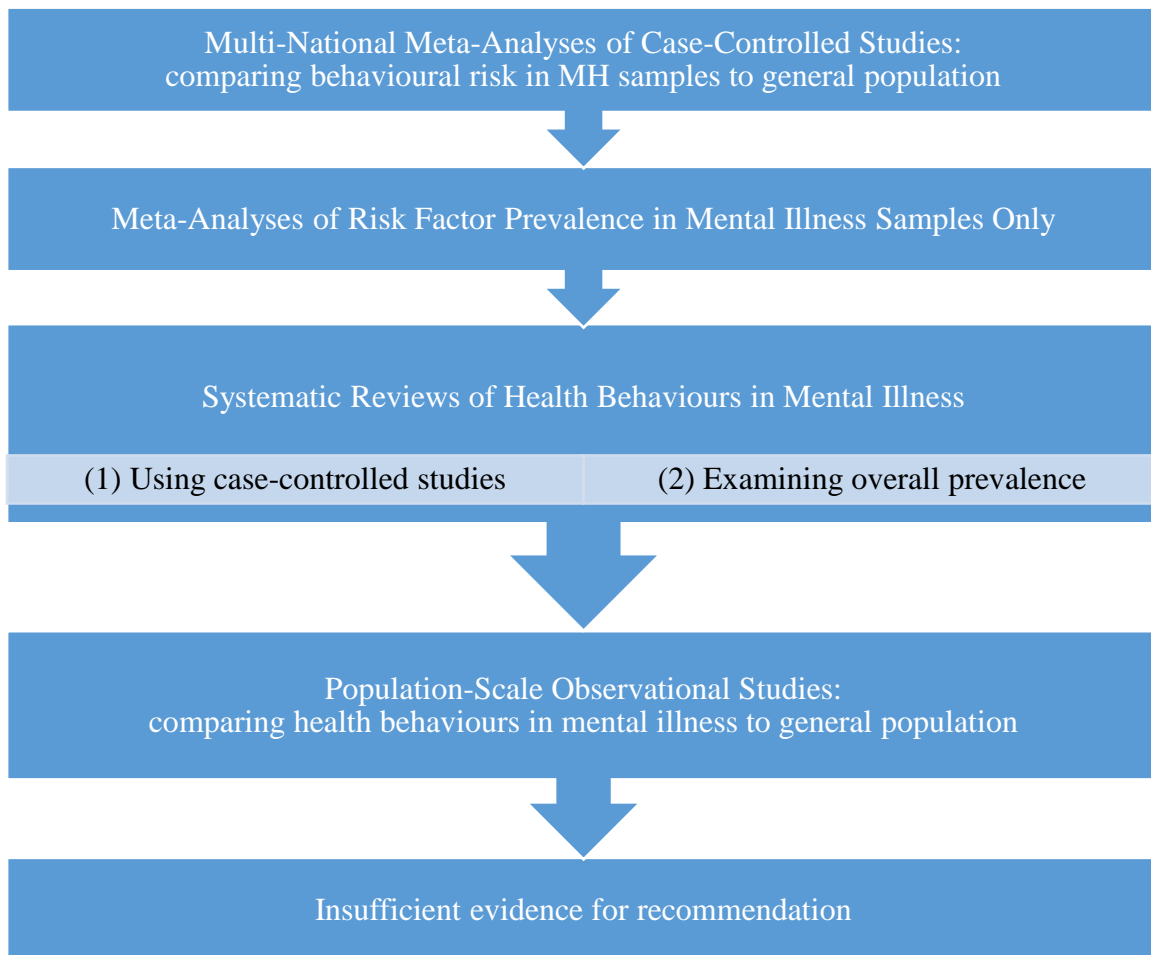 Multi-National Meta-Analyses of Case-Controlled Studies:
comparing behavioural risk in MH samples to general population
Meta-Analyses of Risk Factor Prevalence in Mental Illness Samples Only
Systematic Reviews of Health Behaviours in Mental Illness
(1) Using case-controlled studies
(2) Examining overall prevalence
Population-Scale Observational Studies:
comparing health behaviours in mental illness to general population
Insufficient evidence for recommendation